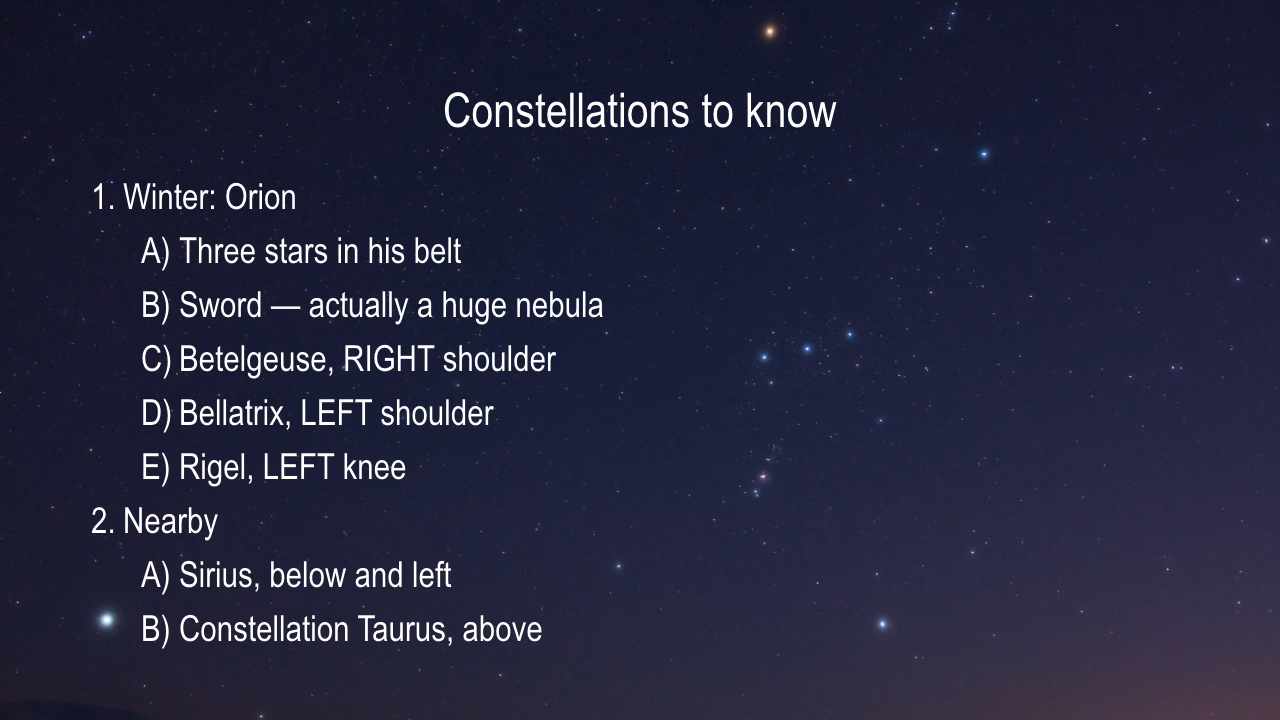 Constellations to know
1. Winter: Orion
A) Three stars in his belt
B) Sword — actually a huge nebula
C) Betelgeuse, RIGHT shoulder
D) Bellatrix, LEFT shoulder
E) Rigel, LEFT knee
2. Nearby
A) Sirius, below and left
B) Constellation Taurus, above